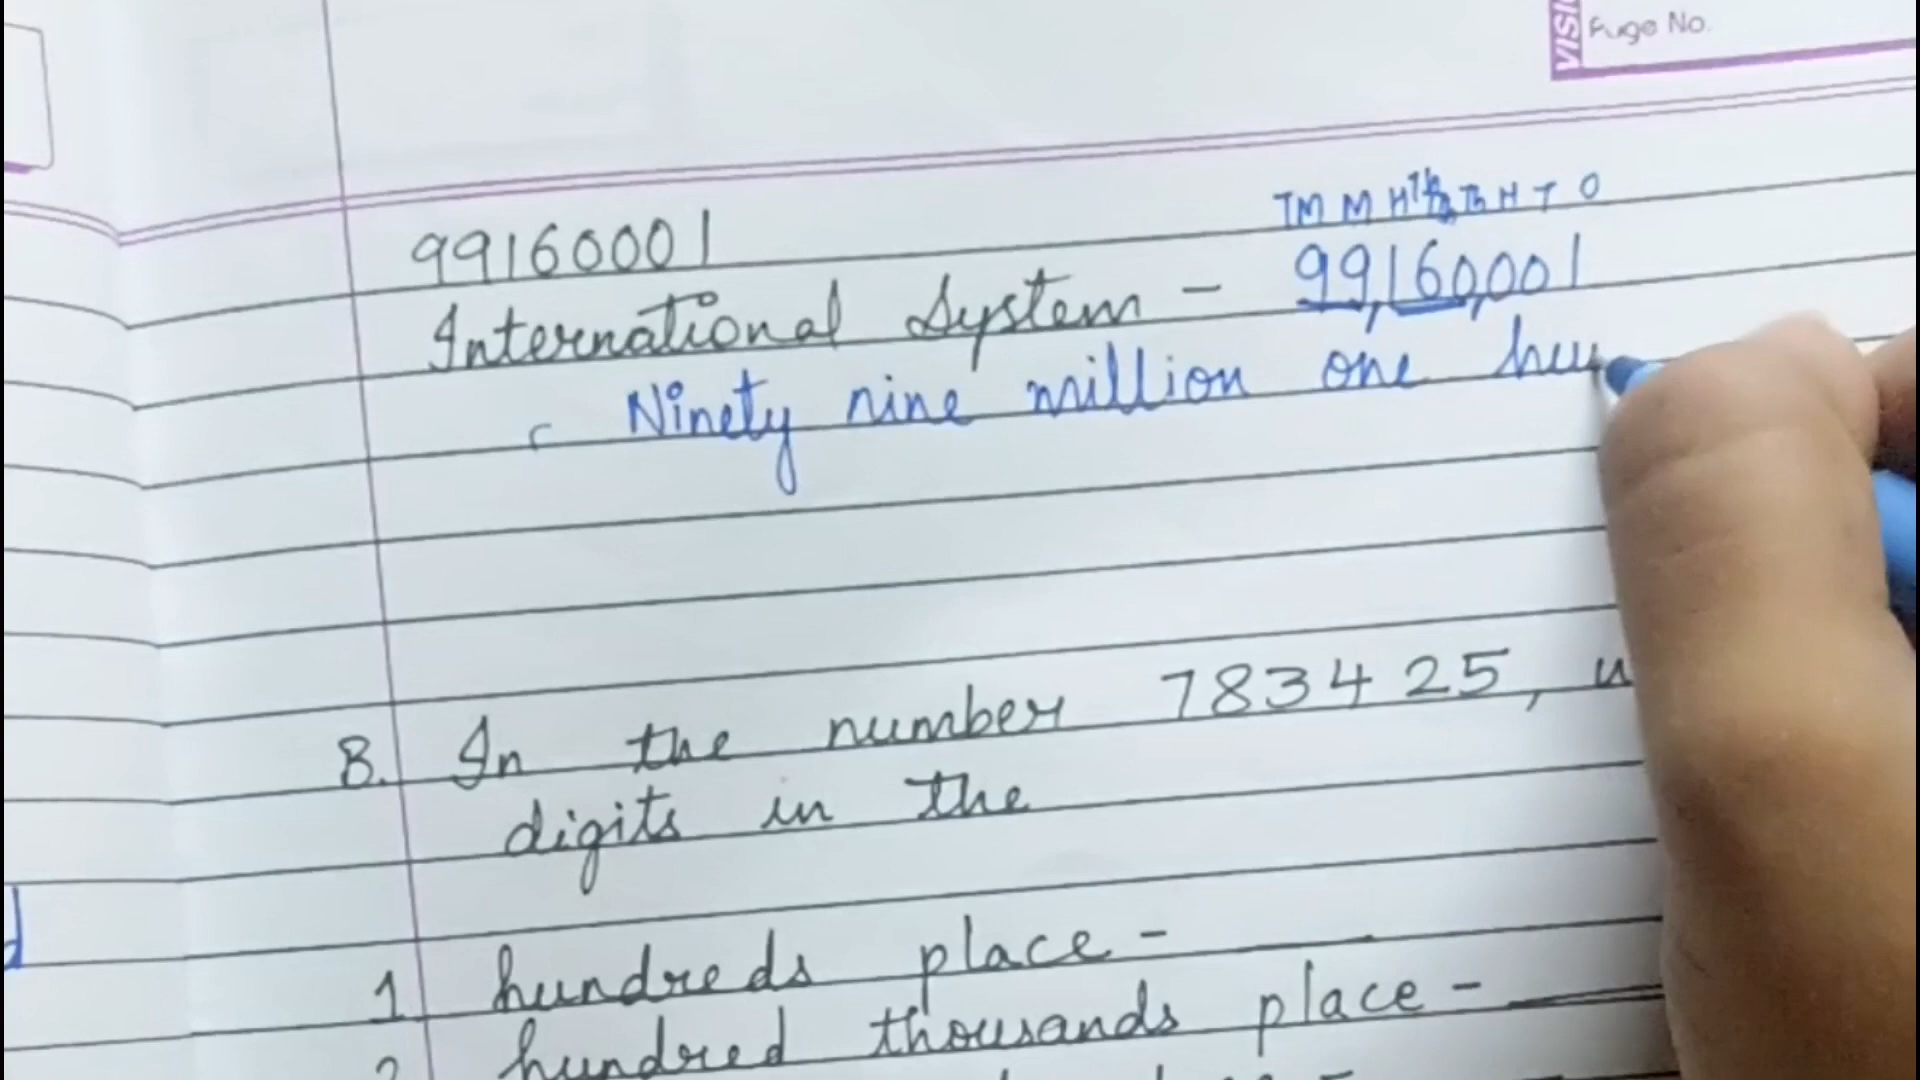 Page No.
TM M HTh TTh Th H T O
99160001
International System - 99,160,001
- Ninety nine million one hu
B. In the number 783425,
digits in the
1 hundreds place -
2 hundred thousands place -